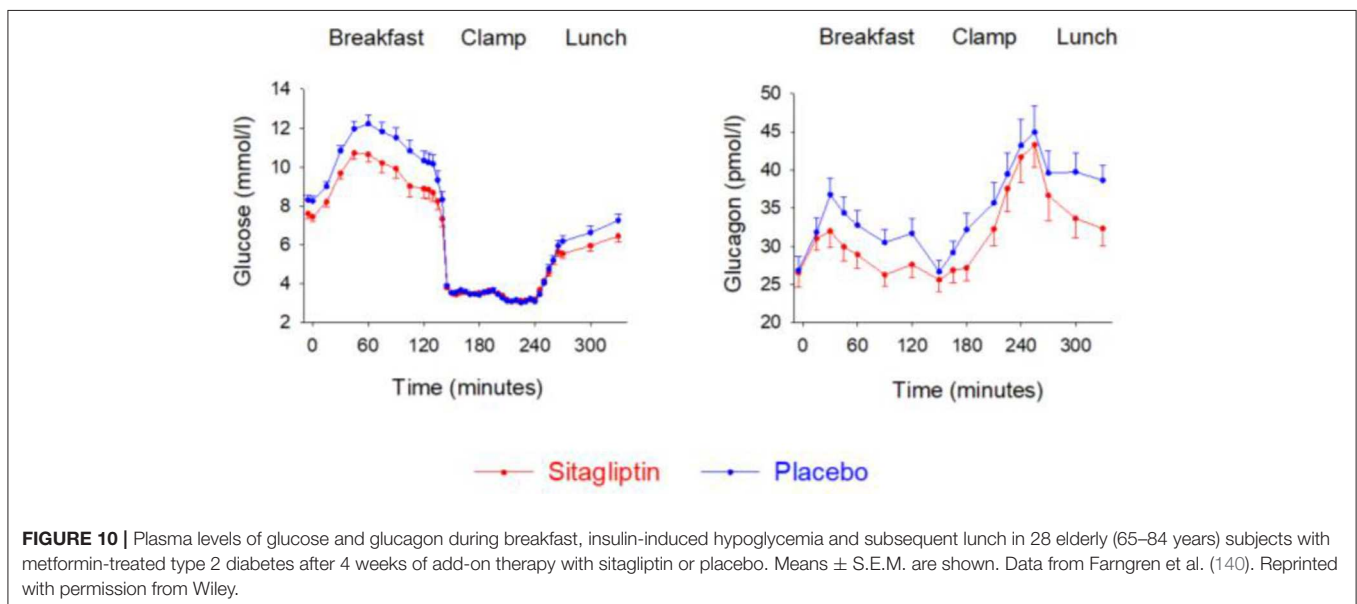 Breakfast Clamp Lunch
Glucose (mmol/l)
14
12
10
8
6
4
2
0 60 120 180 240 300
Time (minutes)
Breakfast Clamp Lunch
Glucagon (pmol/l)
50
45
40
35
30
25
20
0 60 120 180 240 300
Time (minutes)
Sitagliptin Placebo
FIGURE 10 | Plasma levels of glucose and glucagon during breakfast, insulin-induced hypoglycemia and subsequent lunch in 28 elderly (65–84 years) subjects with
metformin-treated type 2 diabetes after 4 weeks of add-on therapy with sitagliptin or placebo. Means ± S.E.M. are shown. Data from Farngren et al. (140). Reprinted
with permission from Wiley.